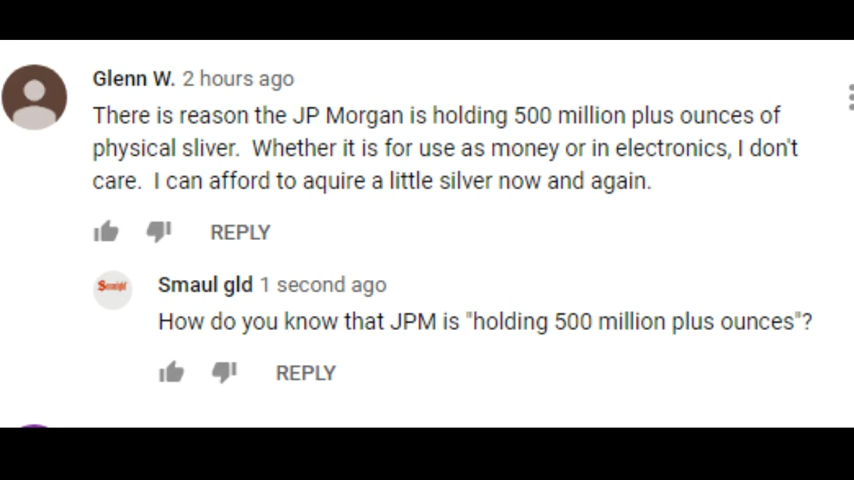 Glenn W. 2 hours ago
There is reason the JP Morgan is holding 500 million plus ounces of
physical sliver.  Whether it is for use as money or in electronics, I don't
care.  I can afford to aquire a little silver now and again.
REPLY
Smaulgld
Smaul gld 1 second ago
How do you know that JPM is "holding 500 million plus ounces"?
REPLY